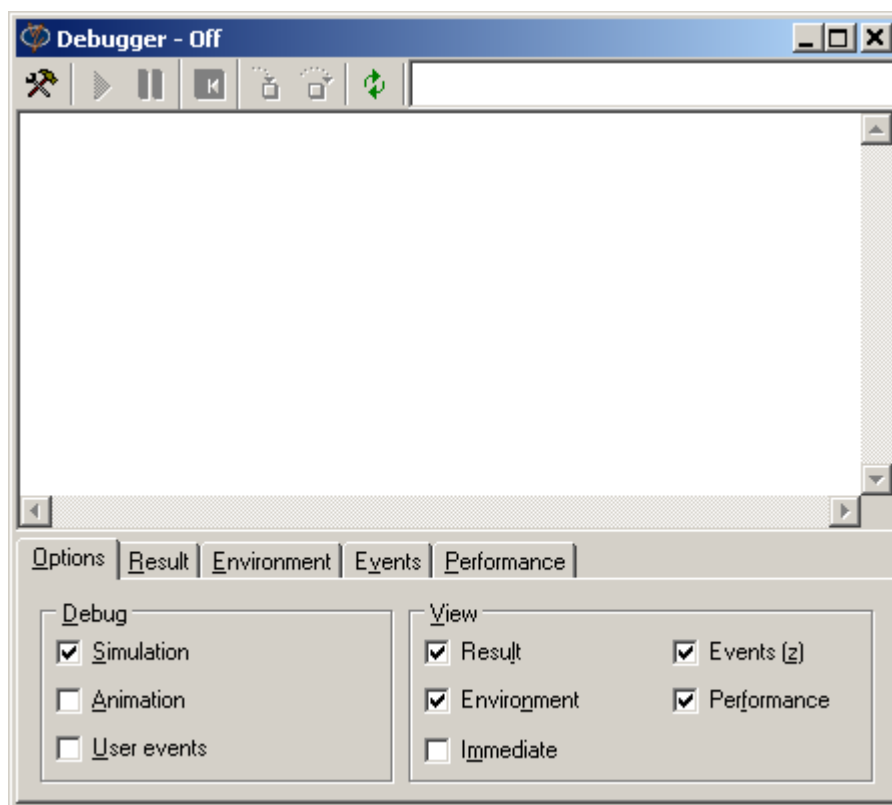 Debugger - Off
Options Result Environment Events Performance
Debug View
Simulation Result Events (z)
Animation Environment Performance
User events Immediate